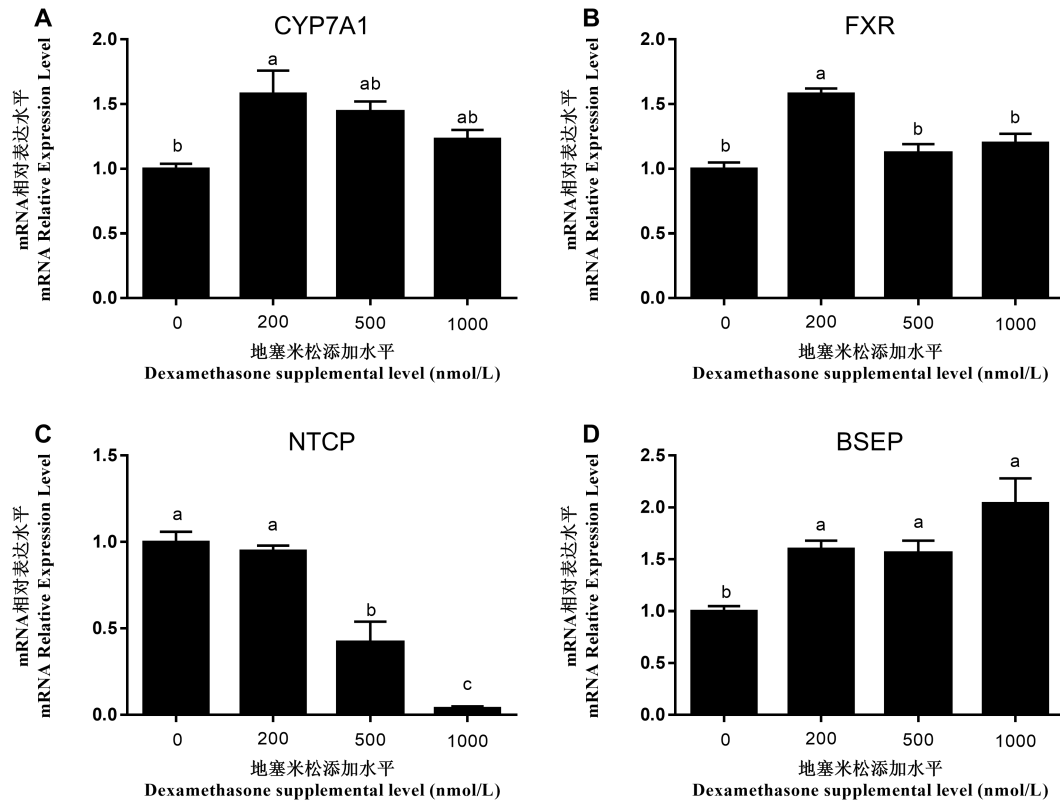 A
CYP7A1
mRNA相对表达水平
mRNA Relative Expression Level
2.0
1.5
1.0
0.5
0.0
b
a
ab
ab
0
200
500
1000
地塞米松添加水平
Dexamethasone supplemental level (nmol/L)
B
FXR
mRNA相对表达水平
mRNA Relative Expression Level
2.0
1.5
1.0
0.5
0.0
b
a
b
b
0
200
500
1000
地塞米松添加水平
Dexamethasone supplemental level (nmol/L)
C
NTCP
mRNA相对表达水平
mRNA Relative Expression Level
1.5
1.0
0.5
0.0
a
a
b
c
0
200
500
1000
地塞米松添加水平
Dexamethasone supplemental level (nmol/L)
D
BSEP
mRNA相对表达水平
mRNA Relative Expression Level
2.5
2.0
1.5
1.0
0.5
0.0
b
a
a
a
0
200
500
1000
地塞米松添加水平
Dexamethasone supplemental level (nmol/L)